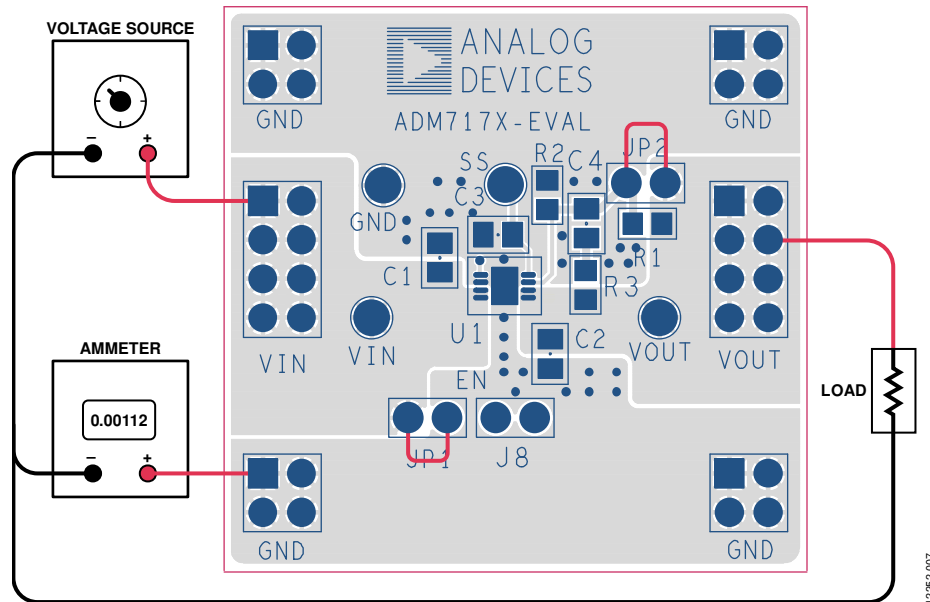 VOLTAGE SOURCE
− +
ANALOG
DEVICES
ADM717X-EVAL
GND
GND
R2
C4
JP2
SS
C3
GND
C1
R1
R3
U1
VIN
VIN
C2
VOUT
VOUT
EN
AMMETER
0.00112
− +
LOAD
JP1
J8
GND
GND